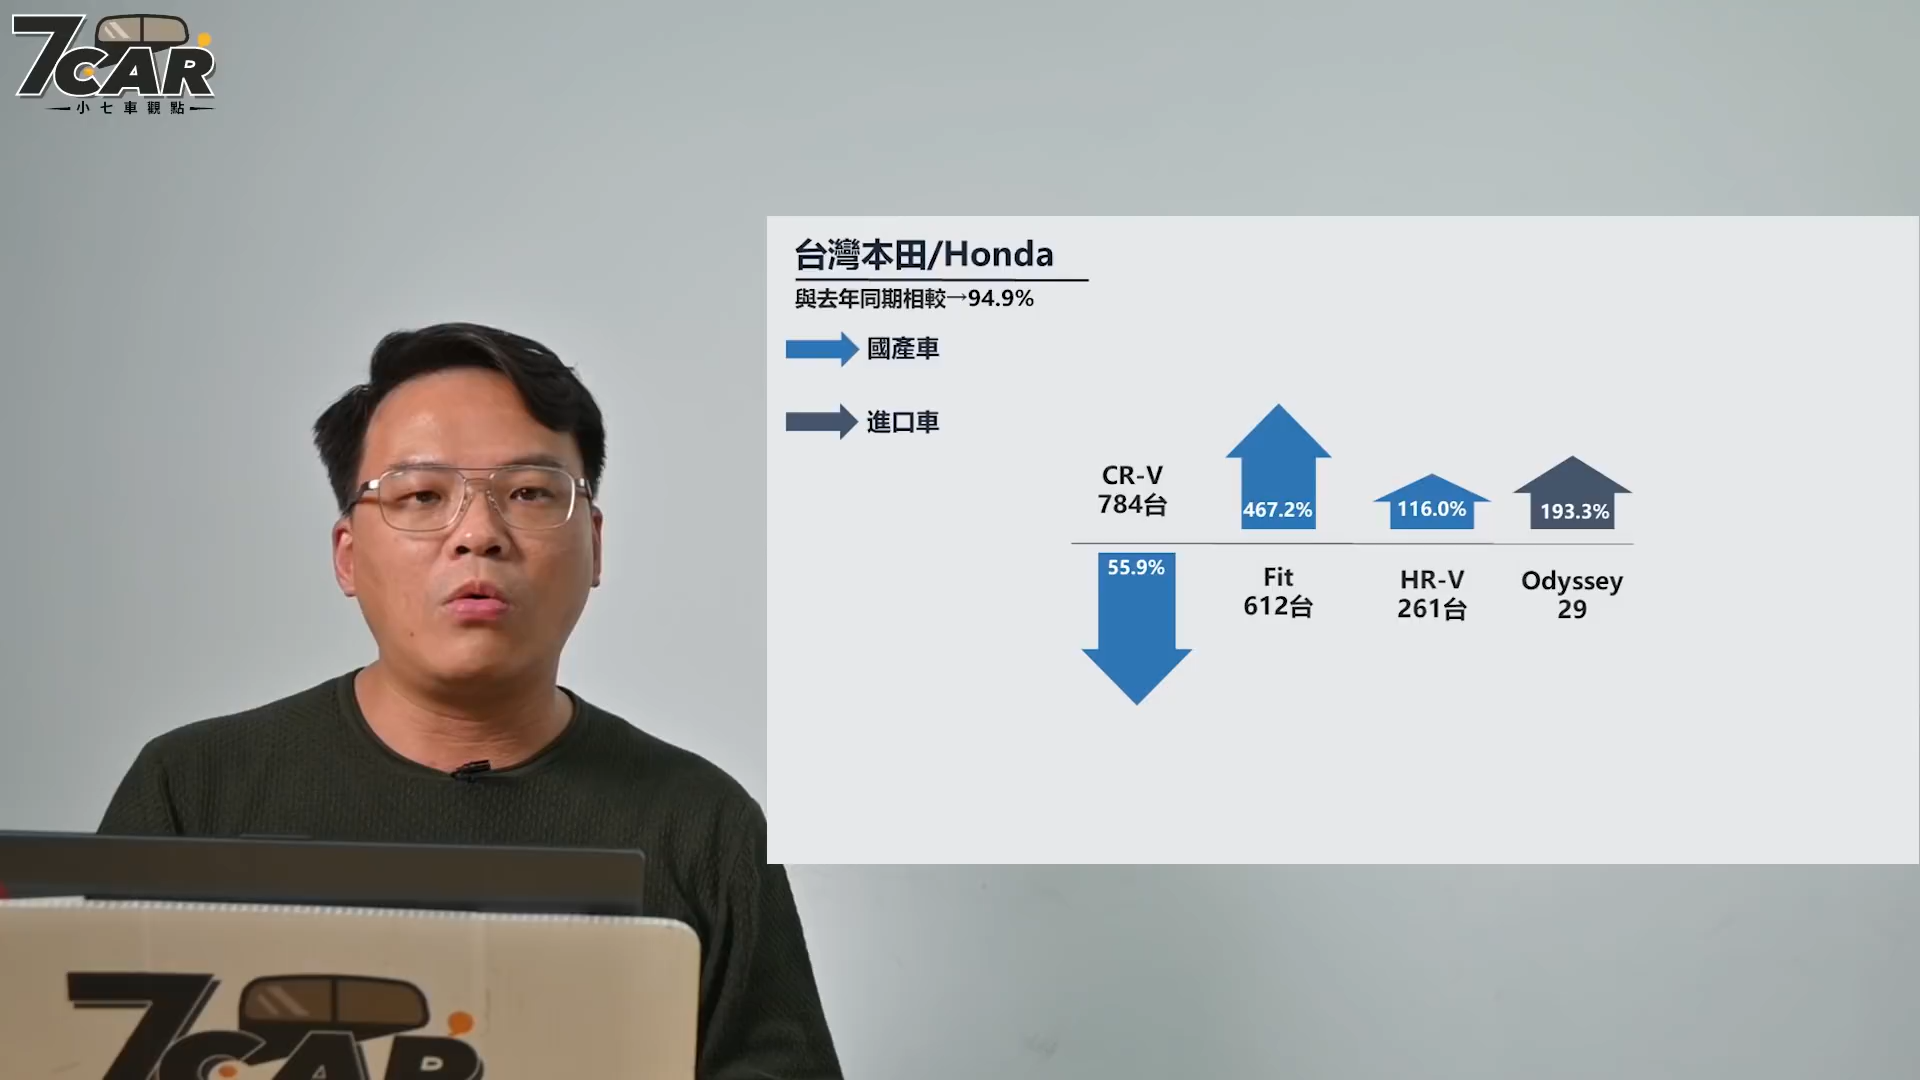 7CAR
小七車觀點
台灣本田/Honda
與去年同期相較→94.9%
國產車
進口車
CR-V
784台
55.9%
467.2%
Fit
612台
116.0%
HR-V
261台
193.3%
Odyssey
29
7CAR